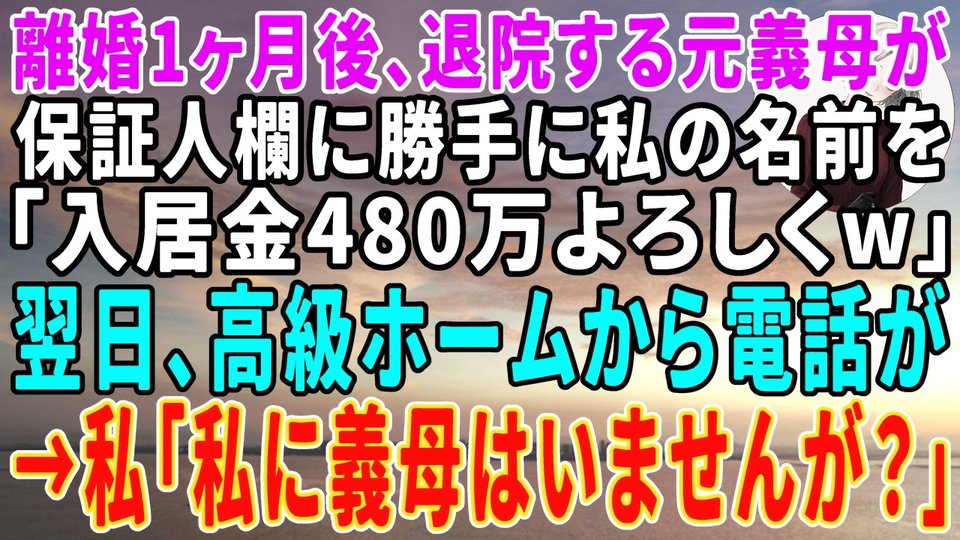 離婚1ヶ月後、退院する元義母が
保証人欄に勝手に私の名前を
「入居金480万よろしくw」
翌日、高級ホームから電話が
→私「私に義母はいませんが？」